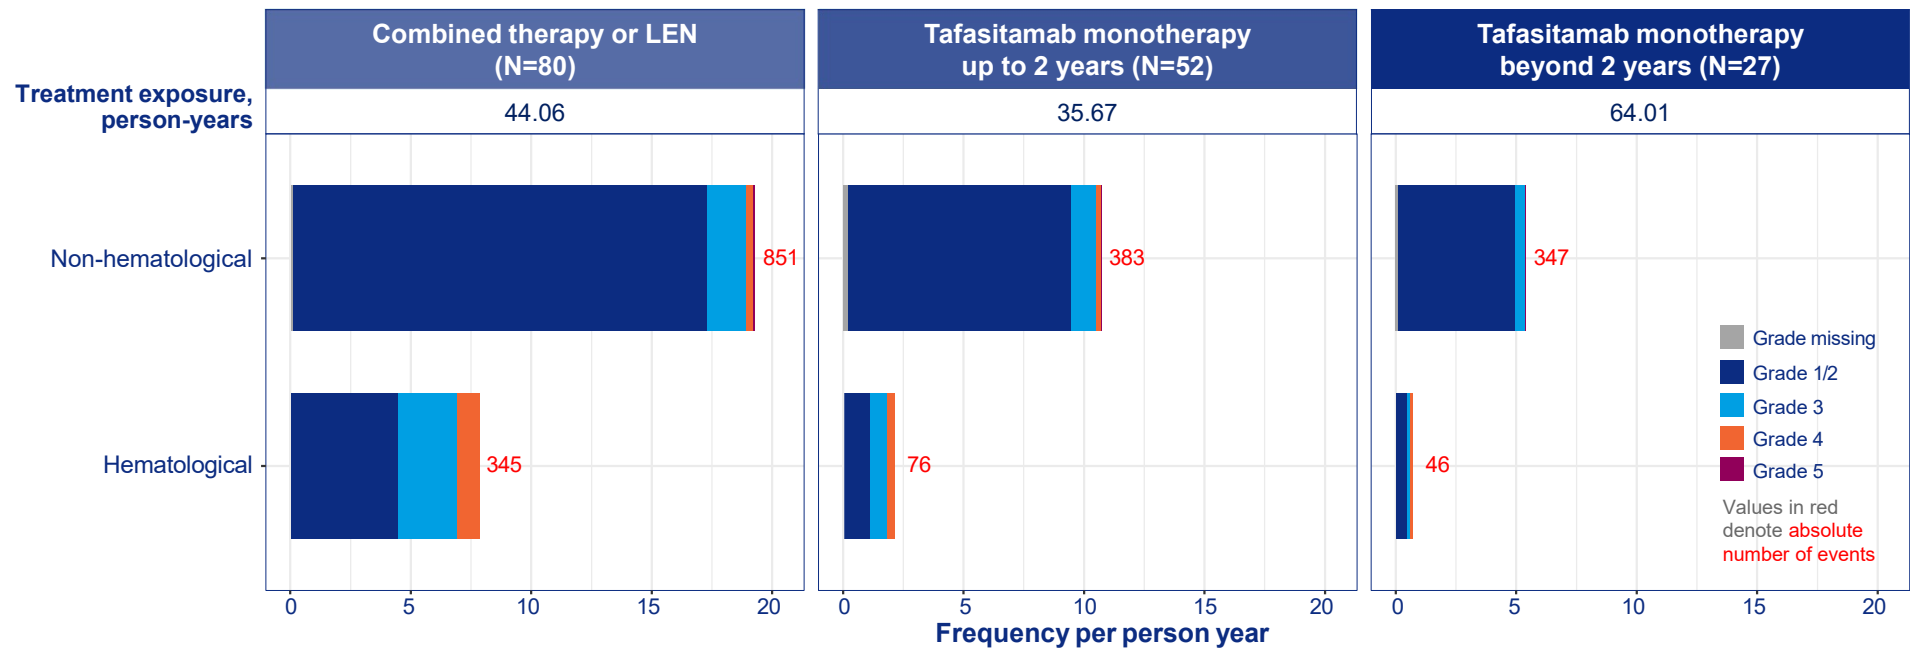 Combined therapy or LEN
(N=80)
Tafasitamab monotherapy
up to 2 years (N=52)
Tafasitamab monotherapy
beyond 2 years (N=27)
Treatment exposure,
person-years
44.06
35.67
64.01
Non-hematological
851
383
347
Hematological
345
76
46
Grade missing
Grade 1/2
Grade 3
Grade 4
Grade 5
Values in red
denote absolute
number of events
0 5 10 15 20
0 5 10 15 20
0 5 10 15 20
Frequency per person year